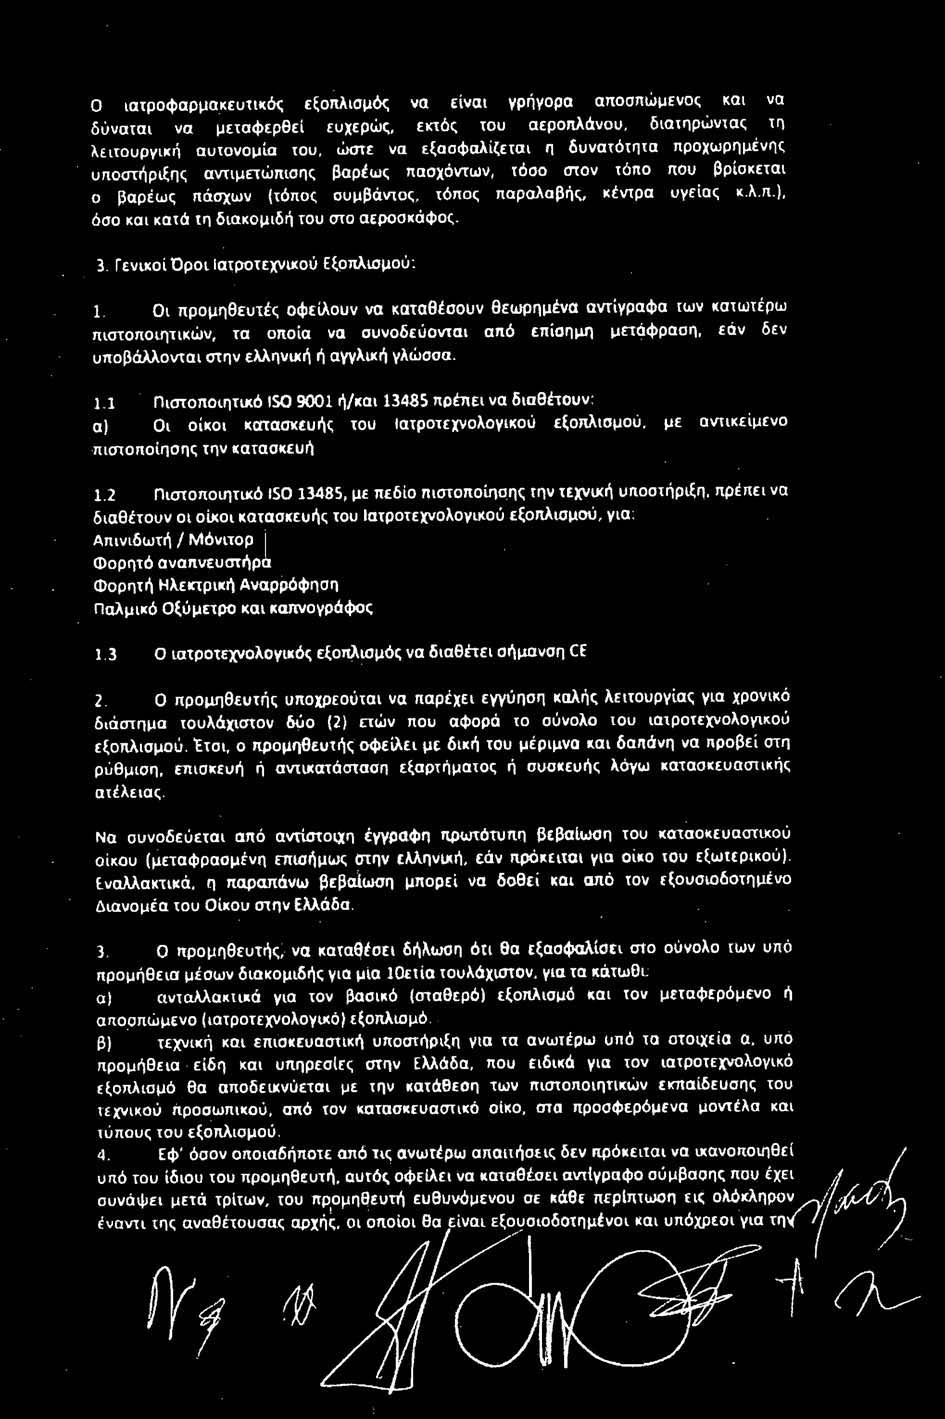 Ο ιατροφαρμακευτικός εξοπλισμός να είναι γρήγορα αποσπώμενος και να
δύναται να μεταφερθεί ευχερώς, εκτός του αεροπλάνου, διατηρώντας τη
λειτουργική αυτονομία του, ώστε να εξασφαλίζεται η δυνατότητα προχωρημένης
υποστήριξης αντιμετώπισης βαρέως πασχόντων, τόσο στον τόπο που βρίσκεται
ο βαρέως πάσχων (τόπος συμβάντος, τόπος παραλαβής, κέντρα υγείας κ.λ.π.),
όσο και κατά τη διακομιδή του στο αεροσκάφος.
3. Γενικοί Όροι Ιατροτεχνικού Εξοπλισμού:
1. Οι προμηθευτές οφείλουν να καταθέσουν θεωρημένα αντίγραφα των κατωτέρω
πιστοποιητικών, τα οποία να συνοδεύονται από επίσημη μετάφραση, εάν δεν
υποβάλλονται στην ελληνική ή αγγλική γλώσσα.
1.1 Πιστοποιητικό ISO 9001 ή/και 13485 πρέπει να διαθέτουν:
α) Οι οίκοι κατασκευής του Ιατροτεχνολογικού εξοπλισμού, με αντικείμενο
πιστοποίησης την κατασκευή
1.2 Πιστοποιητικό ISO 13485, με πεδίο πιστοποίησης την τεχνική υποστήριξη, πρέπει να
διαθέτουν οι οίκοι κατασκευής του Ιατροτεχνολογικού εξοπλισμού, για:
Απινιδωτή / Μόνιτορ
Φορητό αναπνευστήρα
Φορητή Ηλεκτρική Αναρρόφηση
Παλμικό Οξύμετρο και καπνογράφος
1.3 Ο ιατροτεχνολογικός εξοπλισμός να διαθέτει σήμανση CE
2. Ο προμηθευτής υποχρεούται να παρέχει εγγύηση καλής λειτουργίας για χρονικό
διάστημα τουλάχιστον δύο (2) ετών που αφορά το σύνολο του ιατροτεχνολογικού
εξοπλισμού. Έτσι, ο προμηθευτής οφείλει με δική του μέριμνα και δαπάνη να προβεί στη
ρύθμιση, επισκευή ή αντικατάσταση εξαρτήματος ή συσκευής λόγω κατασκευαστικής
ατέλειας.
Να συνοδεύεται από αντίστοιχη έγγραφη πρωτότυπη βεβαίωση του κατασκευαστικού
οίκου (μεταφρασμένη επισήμως στην ελληνική, εάν πρόκειται για οίκο του εξωτερικού).
Εναλλακτικά, η παραπάνω βεβαίωση μπορεί να δοθεί και από τον εξουσιοδοτημένο
Διανομέα του Οίκου στην Ελλάδα.
3. Ο προμηθευτής, να καταθέσει δήλωση ότι θα εξασφαλίσει στο σύνολο των υπό
προμήθεια μέσων διακομιδής για μία 10ετία τουλάχιστον, για τα κάτωθι:
α) ανταλλακτικά για τον βασικό (σταθερό) εξοπλισμό και τον μεταφερόμενο ή
αποσπώμενο (ιατροτεχνολογικό) εξοπλισμό.
β) τεχνική και επισκευαστική υποστήριξη για τα ανωτέρω υπό τα στοιχεία α, υπό
προμήθεια είδη και υπηρεσίες στην Ελλάδα, που ειδικά για τον ιατροτεχνολογικό
εξοπλισμό θα αποδεικνύεται με την κατάθεση των πιστοποιητικών εκπαίδευσης του
τεχνικού προσωπικού, από τον κατασκευαστικό οίκο, στα προσφερόμενα μοντέλα και
τύπους του εξοπλισμού.
4. Εφ' όσον οποιαδήποτε από τις ανωτέρω απαιτήσεις δεν πρόκειται να ικανοποιηθεί
υπό του ίδιου του προμηθευτή, αυτός οφείλει να καταθέσει αντίγραφο σύμβασης που έχει
συνάψει μετά τρίτων, του προμηθευτή ευθυνόμενου σε κάθε περίπτωση εις ολόκληρον
έναντι της αναθέτουσας αρχής, οι οποίοι θα είναι εξουσιοδοτημένοι και υπόχρεοι για την